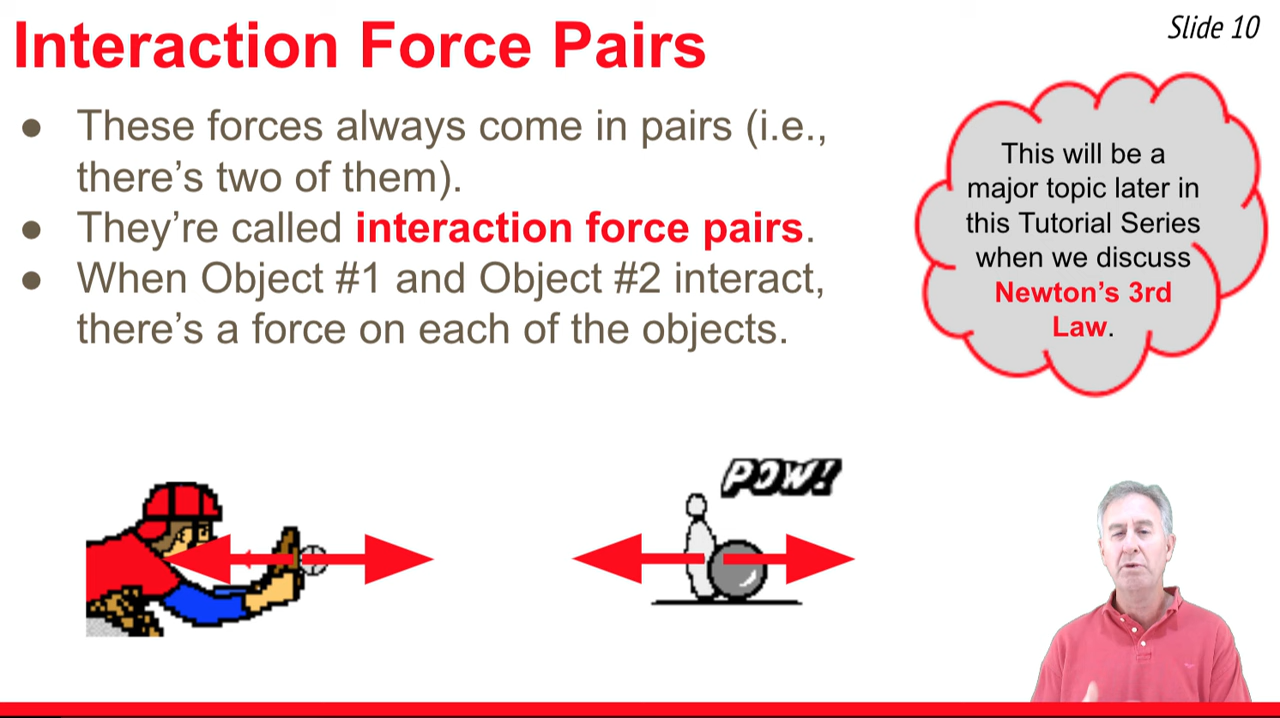 Interaction Force Pairs
Slide 10
● These forces always come in pairs (i.e.,
there's two of them).
● They're called interaction force pairs.
● When Object #1 and Object #2 interact,
there's a force on each of the objects.
This will be a
major topic later in
this Tutorial Series
when we discuss
Newton's 3rd
Law.
POW!